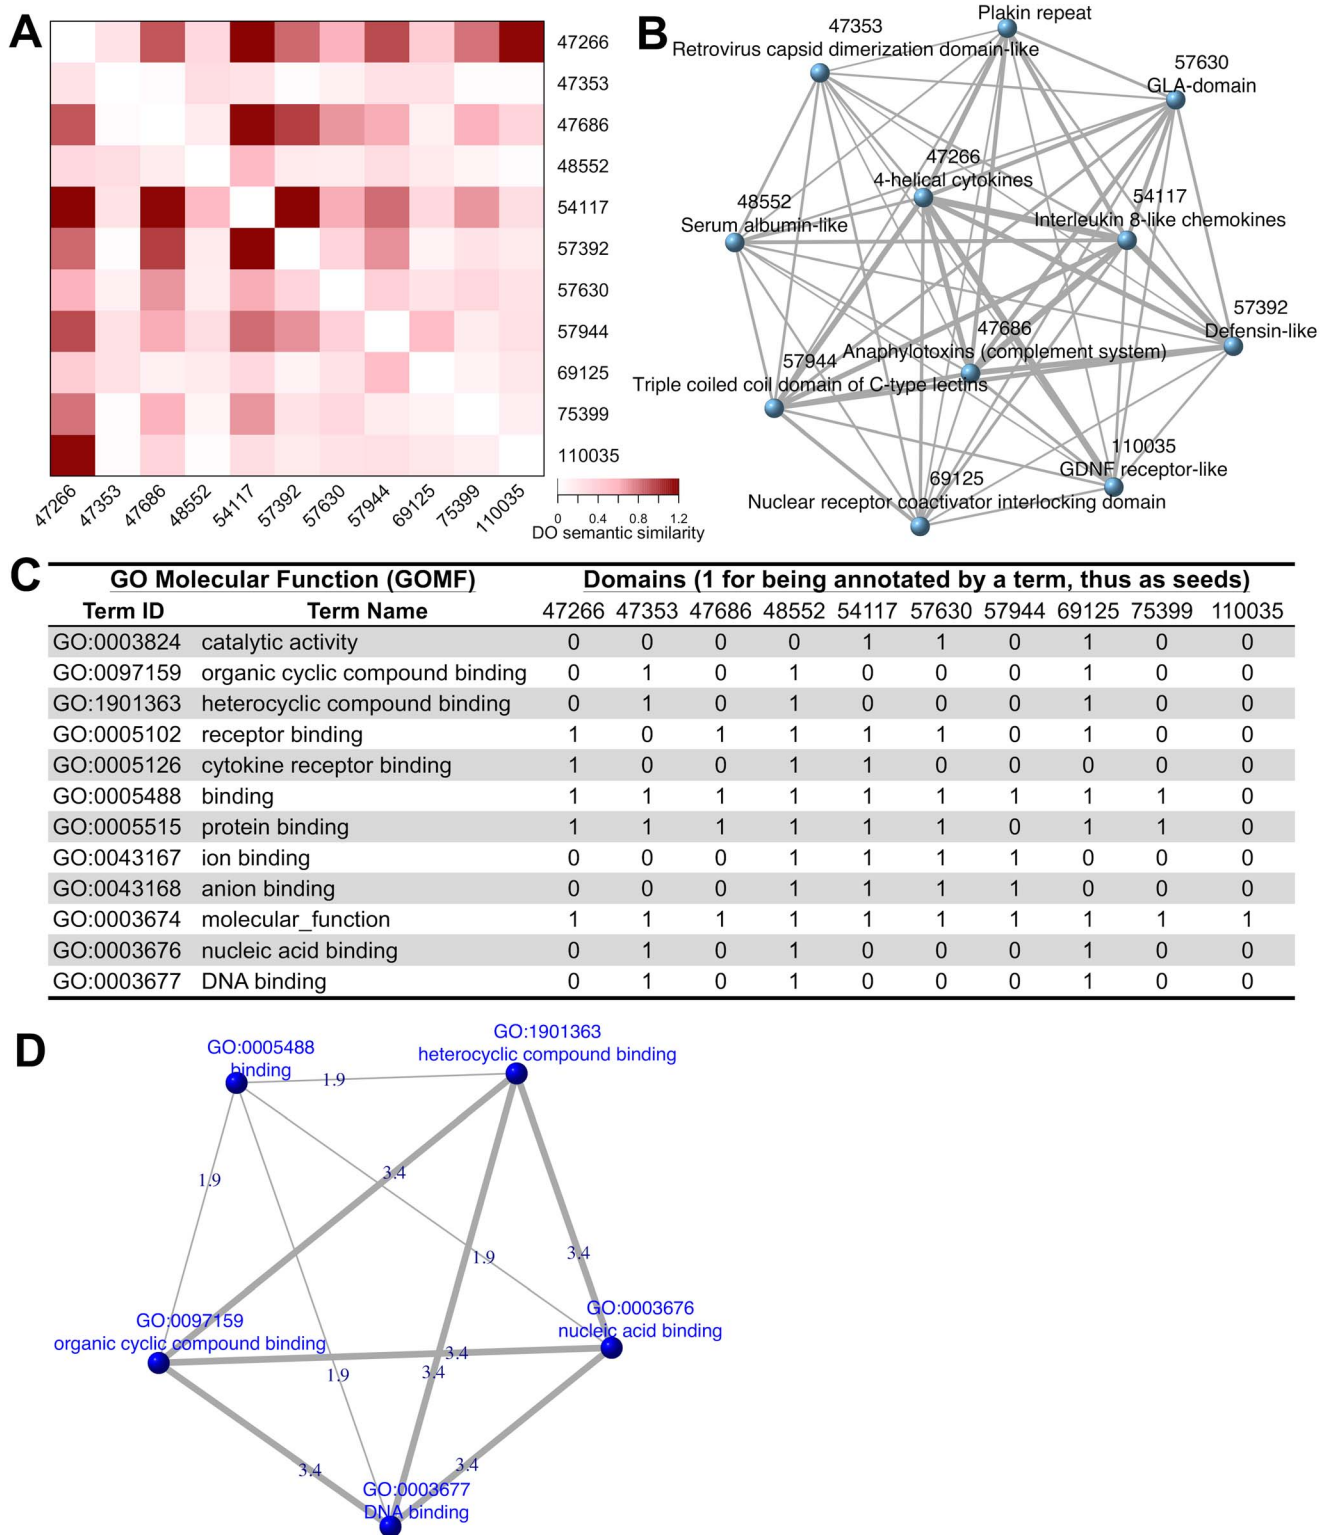 A
47266
47353
47686
48552
54117
57392
57630
57944
69125
75399
110035
47266 47353 47686 48552 54117 57392 57630 57944 69125 75399 110035
0 0.4 0.8 1.2
DO semantic similarity
B
Plakin repeat
47353
Retrovirus capsid dimerization domain-like
57630
GLA-domain
47266
4-helical cytokines
54117
Interleukin 8-like chemokines
48552
Serum albumin-like
57392
Defensin-like
47686
Anaphylotoxins (complement system)
57944
Triple coiled coil domain of C-type lectins
110035
GDNF receptor-like
69125
Nuclear receptor coactivator interlocking domain
C
GO Molecular Function (GOMF) Domains (1 for being annotated by a term, thus as seeds)
Term ID Term Name 47266 47353 47686 48552 54117 57630 57944 69125 75399 110035
GO:0003824 catalytic activity 0 0 0 0 1 1 0 1 0 0
GO:0097159 organic cyclic compound binding 0 1 0 1 0 0 0 1 0 0
GO:1901363 heterocyclic compound binding 0 1 0 1 0 0 0 1 0 0
GO:0005102 receptor binding 1 0 1 1 1 1 0 1 0 0
GO:0005126 cytokine receptor binding 1 0 0 1 1 0 0 0 0 0
GO:0005488 binding 1 1 1 1 1 1 1 1 1 0
GO:0005515 protein binding 1 1 1 1 1 1 0 1 1 0
GO:0043167 ion binding 0 0 0 1 1 1 1 0 0 0
GO:0043168 anion binding 0 0 0 1 1 1 1 0 0 0
GO:0003674 molecular_function 1 1 1 1 1 1 1 1 1 1
GO:0003676 nucleic acid binding 0 1 0 1 0 0 0 1 0 0
GO:0003677 DNA binding 0 1 0 1 0 0 0 1 0 0
D
GO:1901363
heterocyclic compound binding
GO:0005488
binding
1.9
3.4
1.9
1.9
3.4
GO:0003676
nucleic acid binding
GO:0097159
organic cyclic compound binding
3.4
3.4
1.9
3.4
3.4
GO:0003677
DNA binding